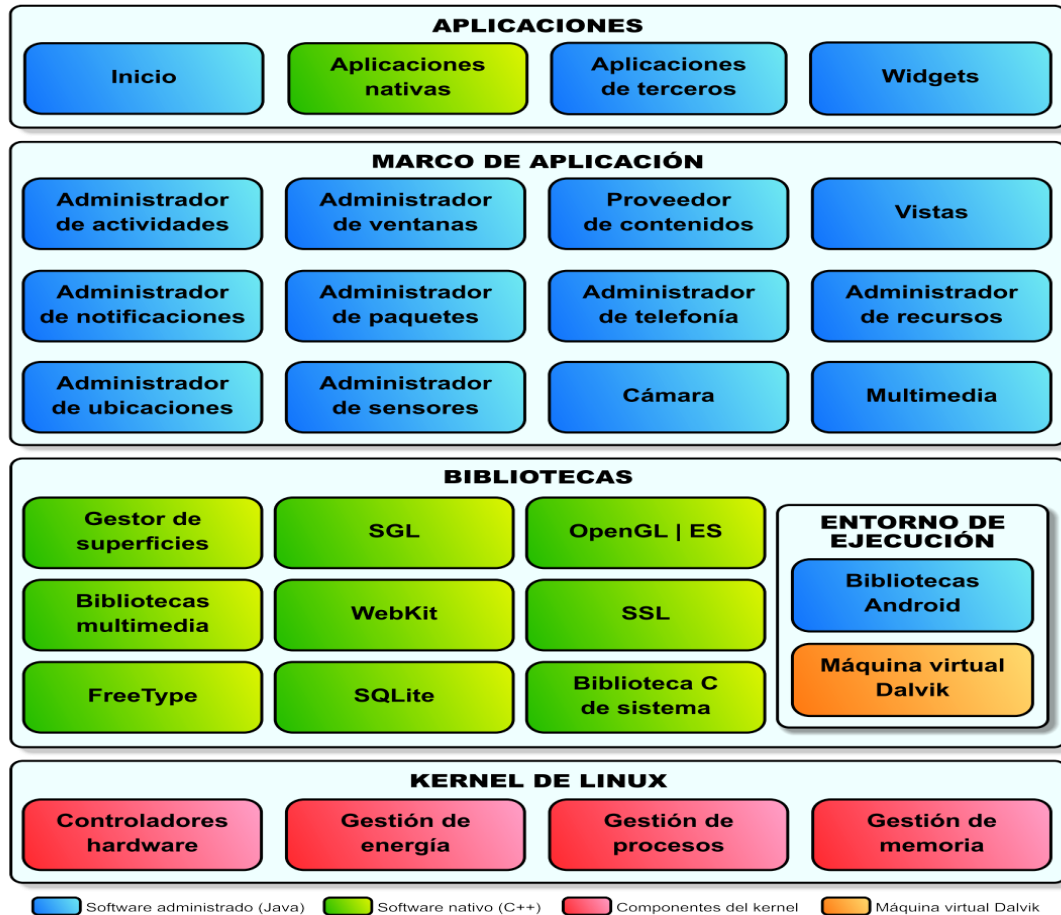 APLICACIONES
Inicio
Aplicaciones
nativas
Aplicaciones
de terceros
Widgets
MARCO DE APLICACIÓN
Administrador
de actividades
Administrador
de ventanas
Proveedor
de contenidos
Vistas
Administrador
de notificaciones
Administrador
de paquetes
Administrador
de telefonía
Administrador
de recursos
Administrador
de ubicaciones
Administrador
de sensores
Cámara
Multimedia
BIBLIOTECAS
Gestor de
superficies
SGL
OpenGL | ES
Bibliotecas
multimedia
WebKit
SSL
FreeType
SQLite
Biblioteca C
de sistema
ENTORNO DE
EJECUCIÓN
Bibliotecas
Android
Máquina virtual
Dalvik
KERNEL DE LINUX
Controladores
hardware
Gestión de
energía
Gestión de
procesos
Gestión de
memoria
Software administrado (Java)
Software nativo (C++)
Componentes del kernel
Máquina virtual Dalvik